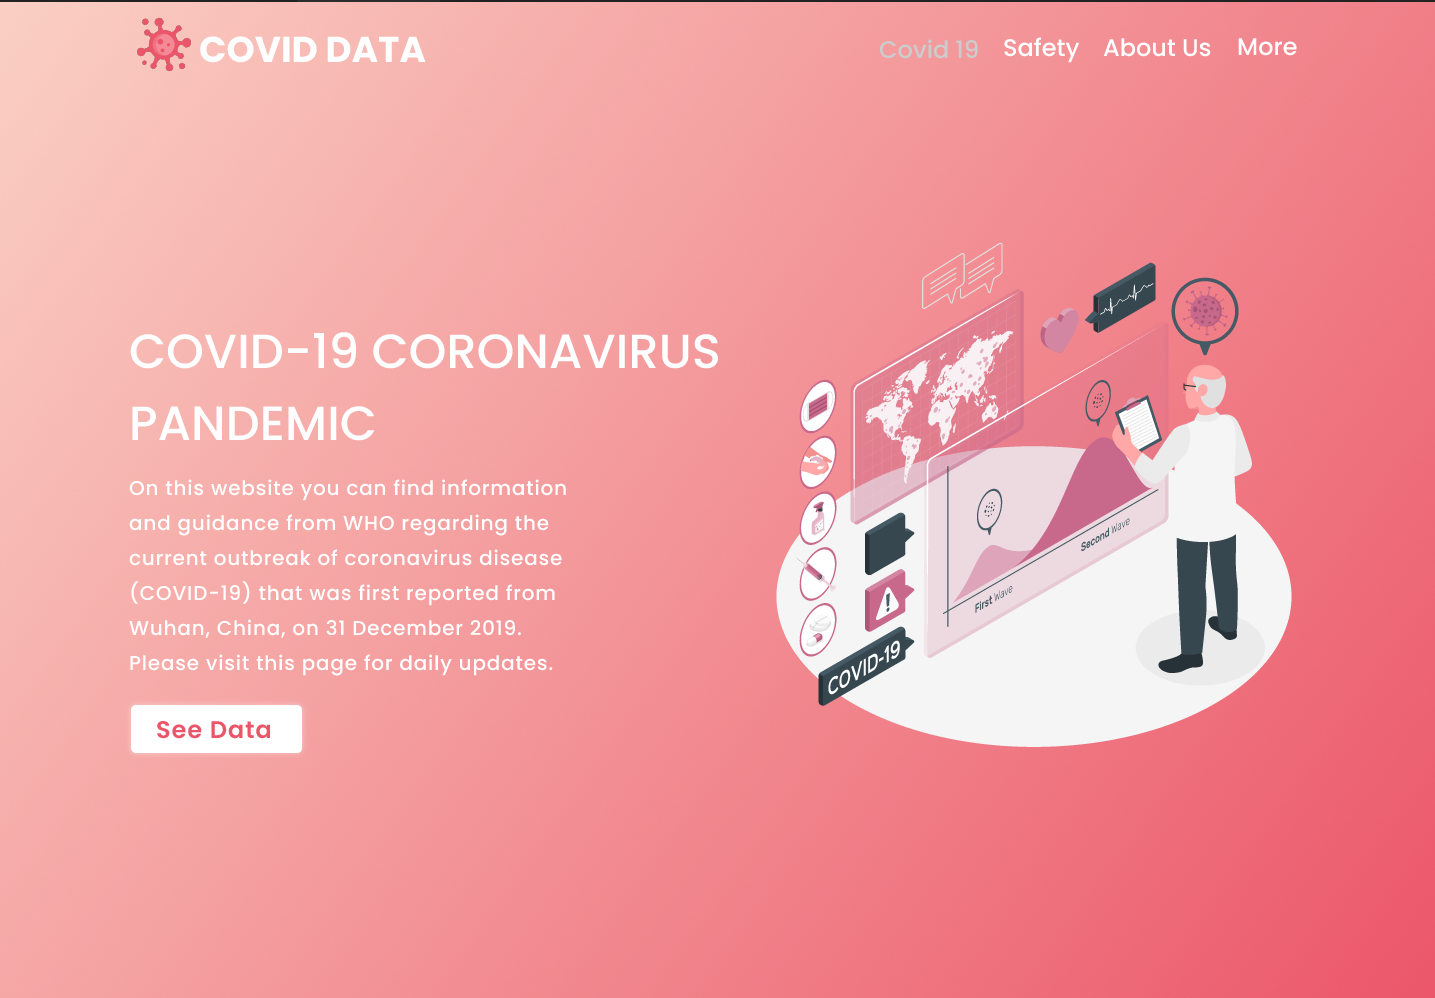 COVID DATA
Covid 19
Safety
About Us
More
COVID-19 CORONAVIRUS
PANDEMIC
On this website you can find information
and guidance from WHO regarding the
current outbreak of coronavirus disease
(COVID-19) that was first reported from
Wuhan, China, on 31 December 2019.
Please visit this page for daily updates.
See Data
Second Wave
First Wave
!
COVID-19